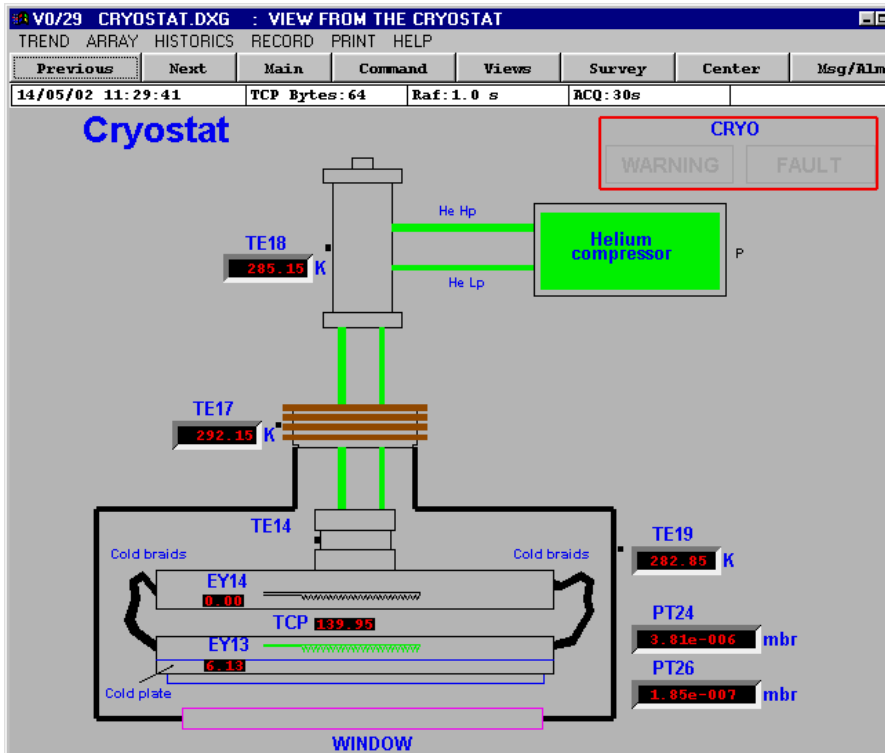 V0/29 CRYOSTAT.DXG : VIEW FROM THE CRYOSTAT
TREND ARRAY HISTORICS RECORD PRINT HELP
Previous Next Main Command Views Survey Center Msg/Alm
14/05/02 11:29:41 TCP Bytes:64 Raf:1.0 s ACQ:30s
Cryostat
CRYO
WARNING FAULT
He Hp
Helium
compressor
P
TE18
285.15 K
He Lp
TE17
292.15 K
TE14
TE19
282.85 K
Cold braids
Cold braids
EY14
0.00
TCP 139.95
PT24
3.81e-006 mbr
EY13
6.13
PT26
1.85e-007 mbr
Cold plate
WINDOW